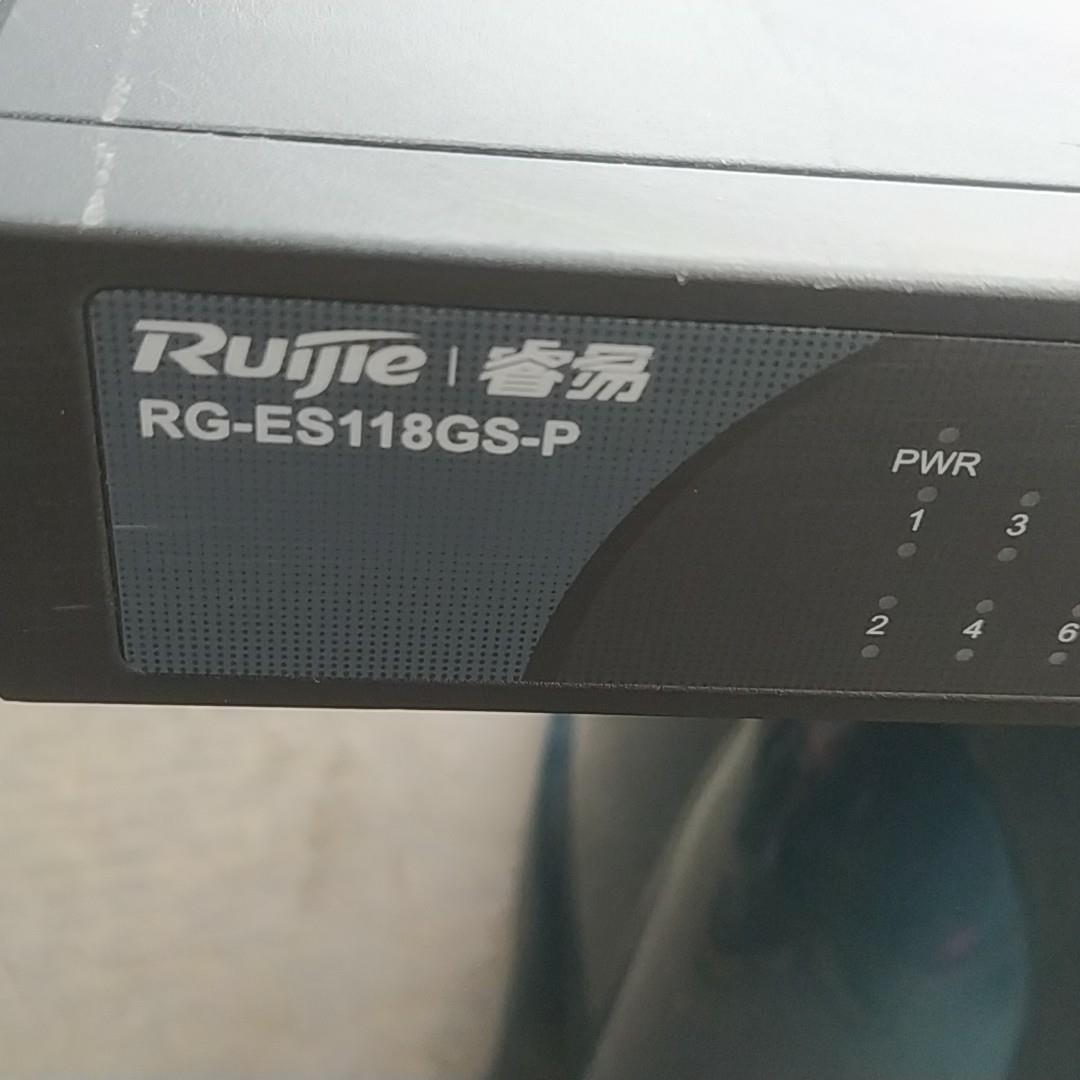 Ruijie | 睿易
RG-ES118GS-P
PWR
1 3
2 4 6